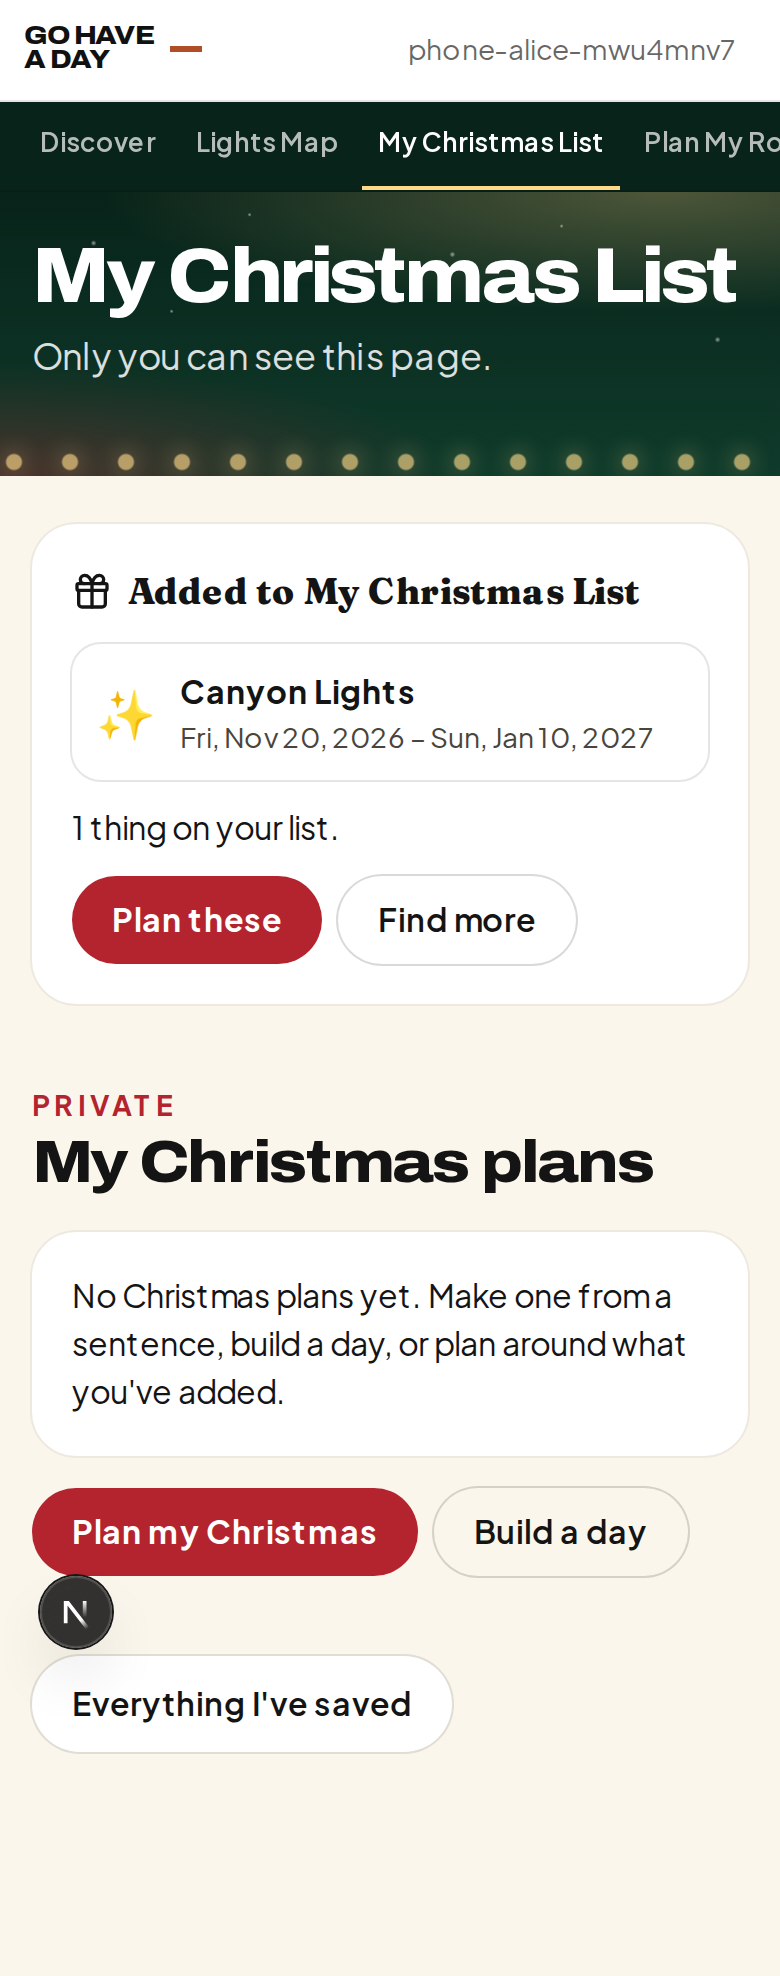 GO HAVE
A DAY
phone-alice-mwu4mnv7
Discover Lights Map My Christmas List Plan My Ro
My Christmas List
Only you can see this page.
Added to My Christmas List
Canyon Lights
Fri, Nov 20, 2026 – Sun, Jan 10, 2027
1 thing on your list.
Plan these Find more
PRIVATE
My Christmas plans
No Christmas plans yet. Make one from a
sentence, build a day, or plan around what
you've added.
Plan my Christmas Build a day
N
Everything I've saved